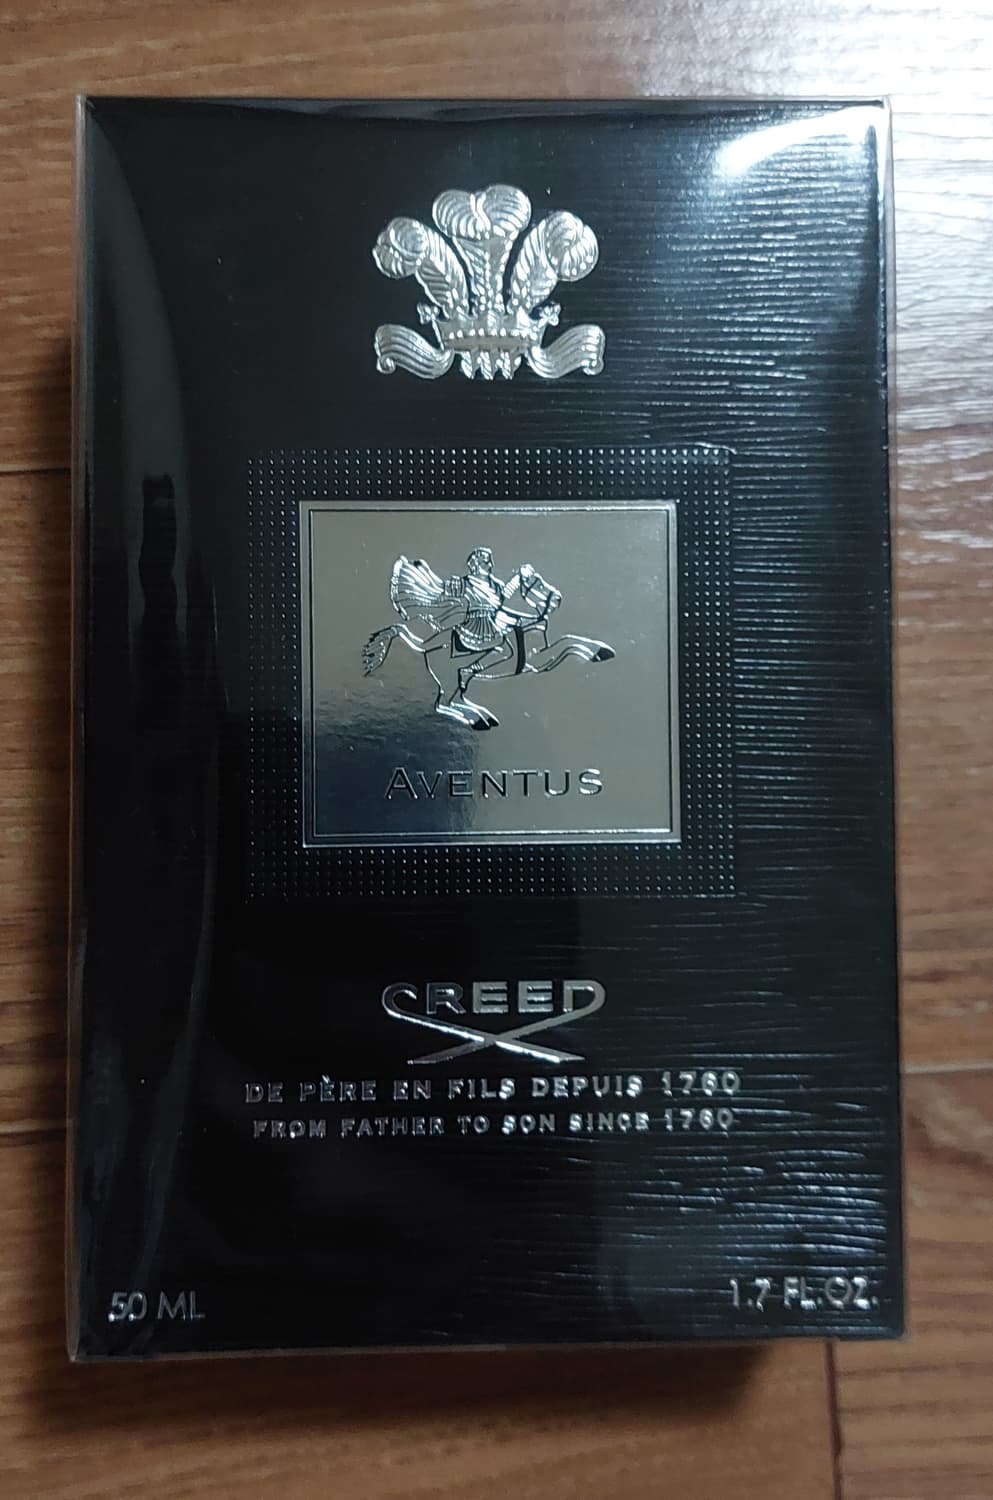 AVENTUS
CREED
DE PÈRE EN FILS DEPUIS 1760
FROM FATHER TO SON SINCE 1760
50 ML
1.7 FL.OZ.